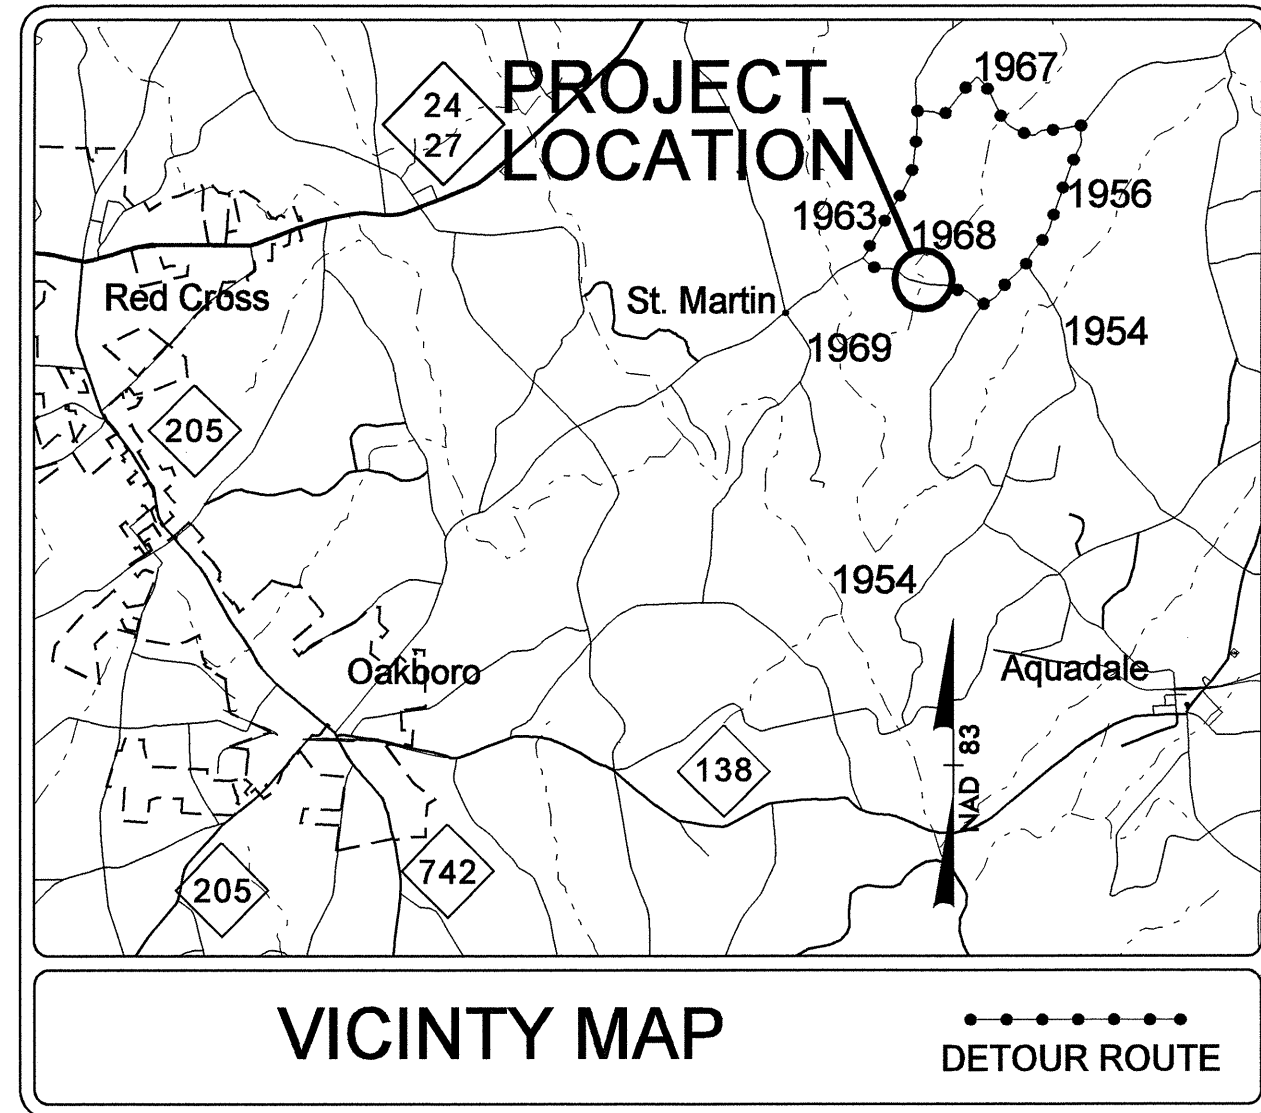 1967
24
27
PROJECT
LOCATION
1956
1963
1968
Red Cross
St. Martin
1969
1954
205
1954
Oakboro
Aquadale
NAD 83
138
742
205
VICINTY MAP
DETOUR ROUTE